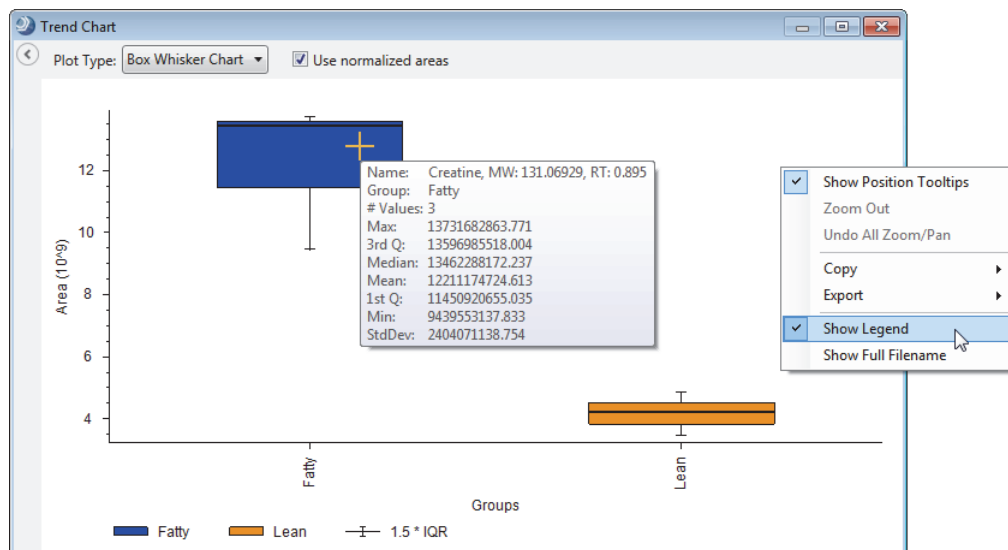 Trend Chart
Plot Type: Box Whisker Chart Use normalized areas
Area (10^9)
12
10
8
6
4
Name: Creatine, MW: 131.06929, RT: 0.895
Group: Fatty
# Values: 3
Max: 13731682863.771
3rd Q: 13596985518.004
Median: 13462288172.237
Mean: 12211174724.613
1st Q: 11450920655.035
Min: 9439553137.833
StdDev: 2404071138.754
Show Position Tooltips
Zoom Out
Undo All Zoom/Pan
Copy
Export
Show Legend
Show Full Filename
Fatty
Lean
Groups
Fatty Lean 1.5 * IQR